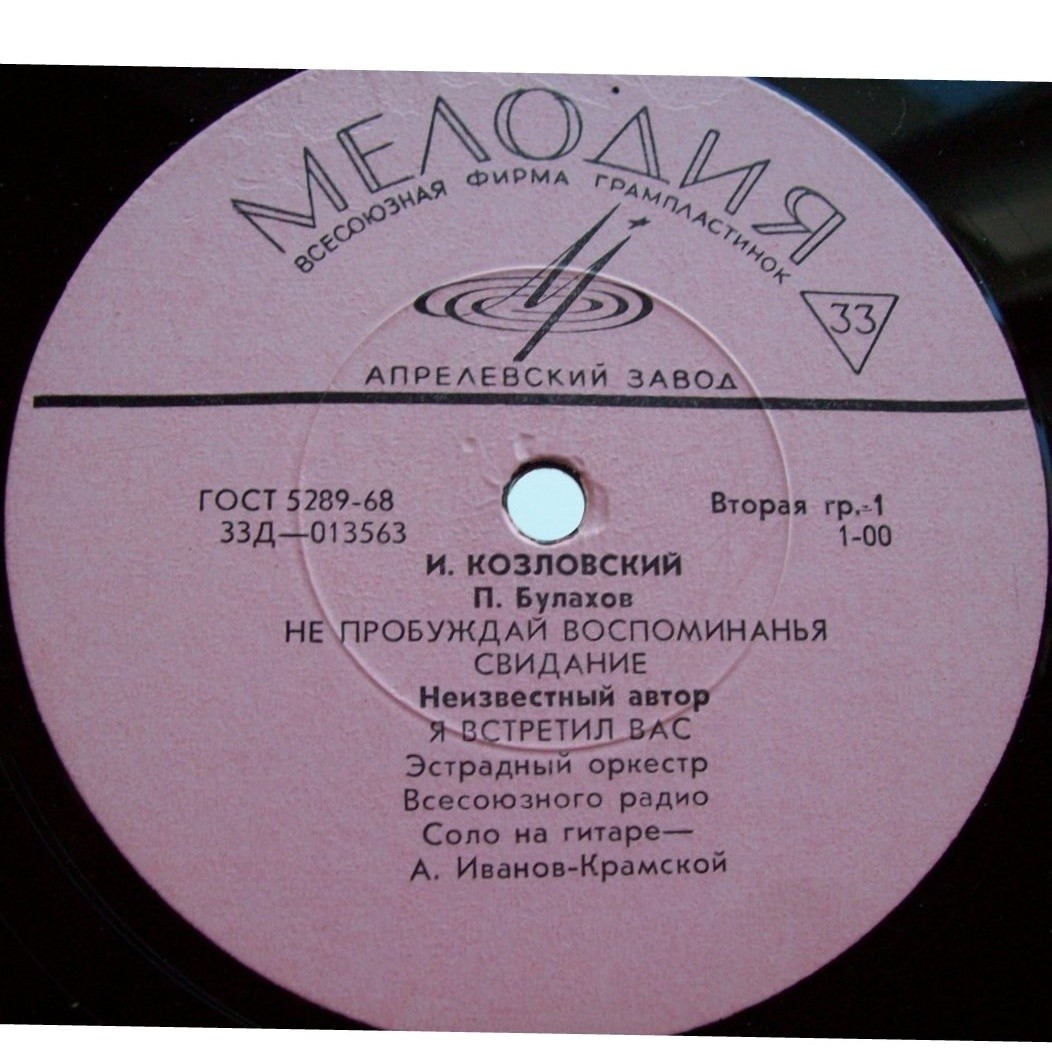 МЕЛОДИЯ
ВСЕСОЮЗНАЯ ФИРМА ГРАМПЛАСТИНОК
33
АПРЕЛЕВСКИЙ ЗАВОД
ГОСТ 5289-68
Вторая гр.-1
33Д—013563
1-00
И. КОЗЛОВСКИЙ
П. Булахов
НЕ ПРОБУЖДАЙ ВОСПОМИНАНЬЯ
СВИДАНИЕ
Неизвестный автор
Я ВСТРЕТИЛ ВАС
Эстрадный оркестр
Всесоюзного радио
Соло на гитаре—
А. Иванов-Крамской